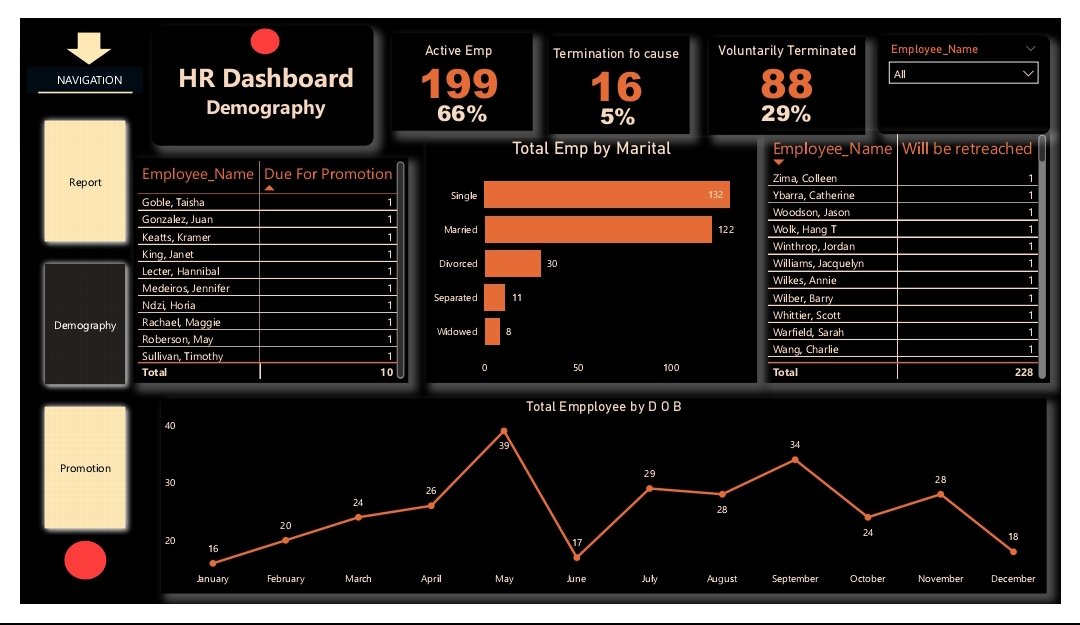 NAVIGATION
Report
Demography
Promotion
HR Dashboard
Demography
Active Emp
199
66%
Termination fo cause
16
5%
Voluntarily Terminated
88
29%
Employee_Name
All
Employee_Name Due For Promotion
Goble, Taisha 1
Gonzalez, Juan 1
Keatts, Kramer 1
King, Janet 1
Lecter, Hannibal 1
Medeiros, Jennifer 1
Ndzi, Horia 1
Rachael, Maggie 1
Roberson, May 1
Sullivan, Timothy 1
Total 10
Total Emp by Marital
Single 132
Married 122
Divorced 30
Separated 11
Widowed 8
0 50 100
Employee_Name Will be retreached
Zima, Colleen 1
Ybarra, Catherine 1
Woodson, Jason 1
Wolk, Hang T 1
Winthrop, Jordan 1
Williams, Jacquelyn 1
Wilkes, Annie 1
Wilber, Barry 1
Whittier, Scott 1
Warfield, Sarah 1
Wang, Charlie 1
Total 228
Total Empployee by D O B
40
30
20
16 20 24 26 39 17 29 28 34 24 28 18
January February March April May June July August September October November December